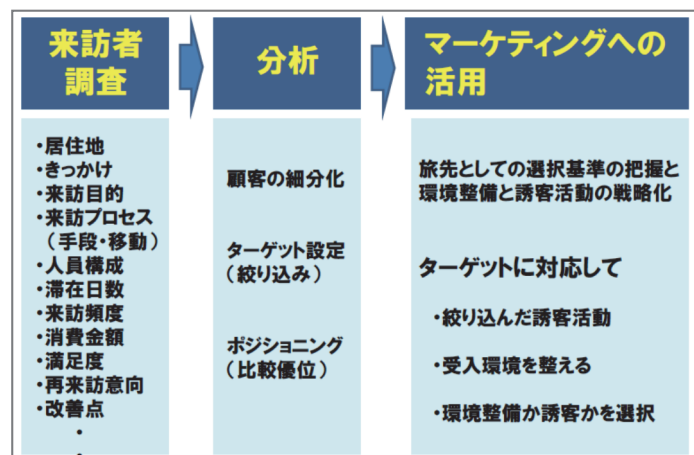 来訪者
調査
分析
マーケティングへの
活用
・居住地
・きっかけ
・来訪目的
・来訪プロセス
（手段・移動）
・人員構成
・滞在日数
・来訪頻度
・消費金額
・満足度
・再来訪意向
・改善点
・
・
顧客の細分化
ターゲット設定
（絞り込み）
ポジショニング
（比較優位）
旅先としての選択基準の把握と
環境整備と誘客活動の戦略化
ターゲットに対応して
・絞り込んだ誘客活動
・受入環境を整える
・環境整備か誘客かを選択